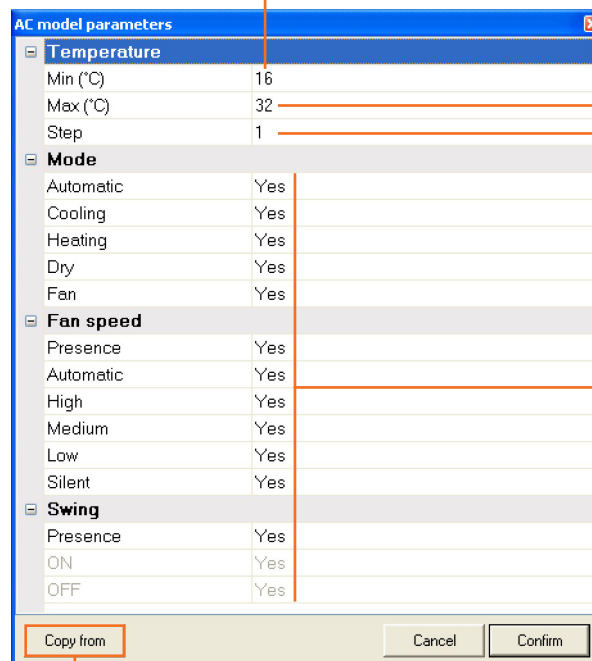 AC model parameters
Temperature
Min (°C) 16
Max (°C) 32
Step 1
Mode
Automatic Yes
Cooling Yes
Heating Yes
Dry Yes
Fan Yes
Fan speed
Presence Yes
Automatic Yes
High Yes
Medium Yes
Low Yes
Silent Yes
Swing
Presence Yes
ON Yes
OFF Yes
Copy from Cancel Confirm